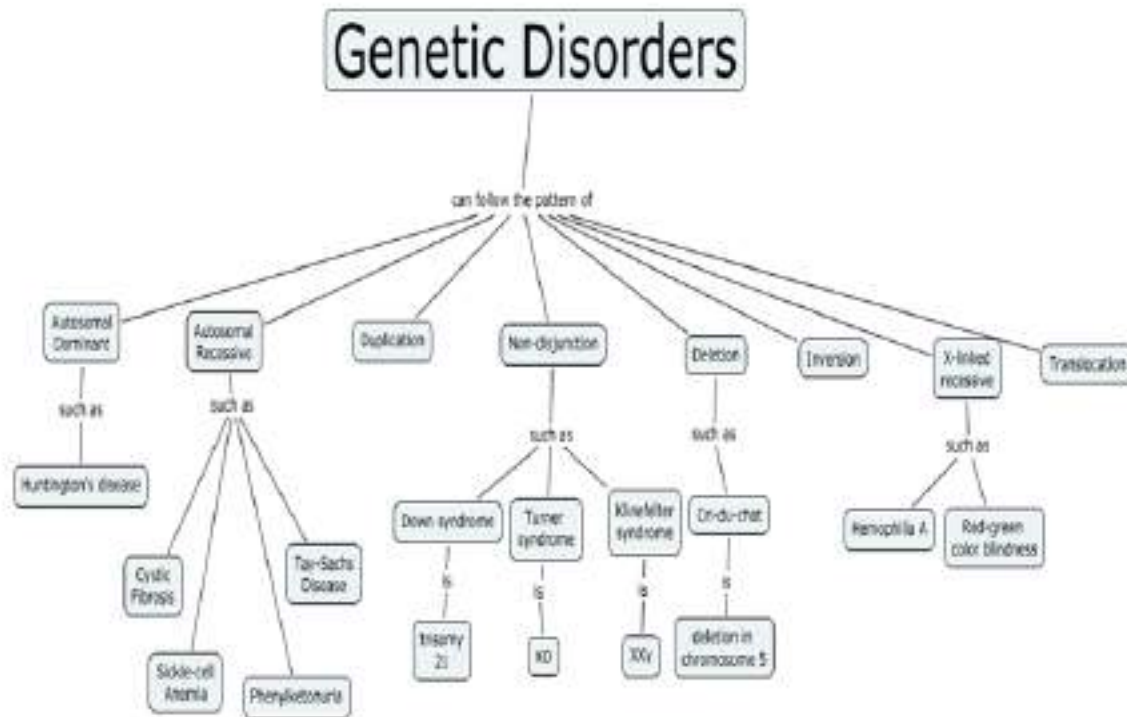 Genetic Disorders
can follow the pattern of
Autosomal
Dominant
Autosomal
Recessive
Duplication
Non-disjunction
Deletion
Inversion
X-linked
recessive
Translocation
such as
such as
such as
such as
such as
Huntington's disease
Cystic
Fibrosis
Sickle-cell
Anemia
Phenylketonuria
Tay-Sachs
Disease
Down syndrome
Turner
syndrome
Klinefelter
syndrome
Cri-du-chat
Hemophilia A
Red-green
color blindness
is
is
is
is
trisomy
21
XO
XXy
deletion in
chromosome 5